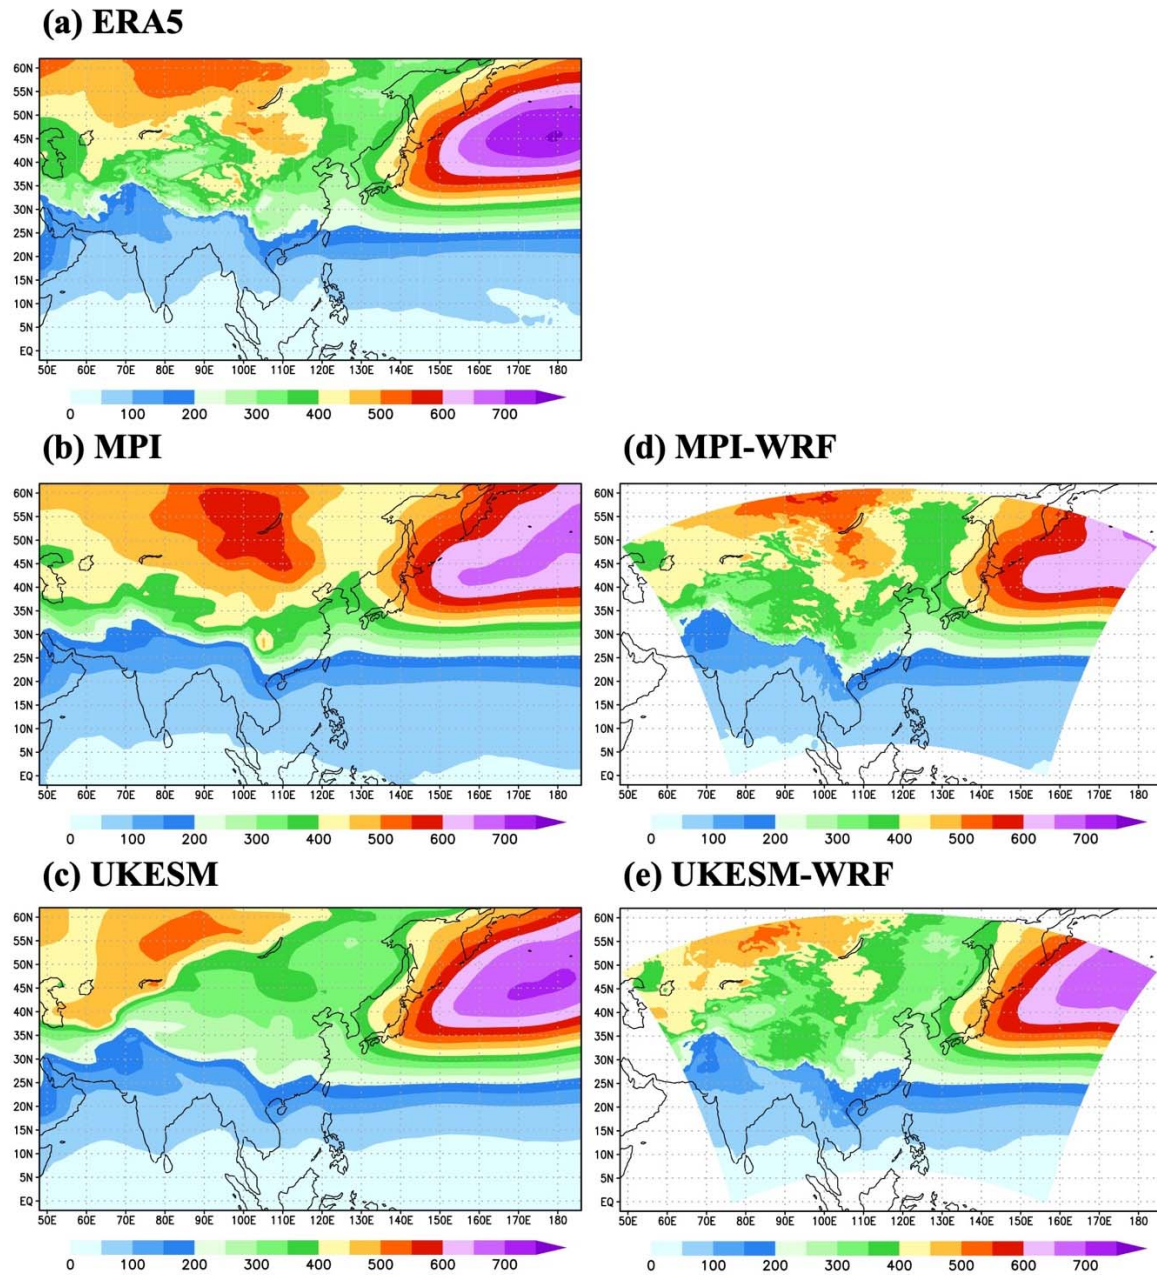 (a) ERA5
60N
55N
50N
45N
40N
35N
30N
25N
20N
15N
10N
5N
EQ
50E 60E 70E 80E 90E 100E 110E 120E 130E 140E 150E 160E 170E 180
0 100 200 300 400 500 600 700
(b) MPI
60N
55N
50N
45N
40N
35N
30N
25N
20N
15N
10N
5N
EQ
50E 60E 70E 80E 90E 100E 110E 120E 130E 140E 150E 160E 170E 180
0 100 200 300 400 500 600 700
(d) MPI-WRF
60N
55N
50N
45N
40N
35N
30N
25N
20N
15N
10N
5N
EQ
50E 60E 70E 80E 90E 100E 110E 120E 130E 140E 150E 160E 170E 180
0 100 200 300 400 500 600 700
(c) UKESM
60N
55N
50N
45N
40N
35N
30N
25N
20N
15N
10N
5N
EQ
50E 60E 70E 80E 90E 100E 110E 120E 130E 140E 150E 160E 170E 180
0 100 200 300 400 500 600 700
(e) UKESM-WRF
60N
55N
50N
45N
40N
35N
30N
25N
20N
15N
10N
5N
EQ
50E 60E 70E 80E 90E 100E 110E 120E 130E 140E 150E 160E 170E 180
0 100 200 300 400 500 600 700